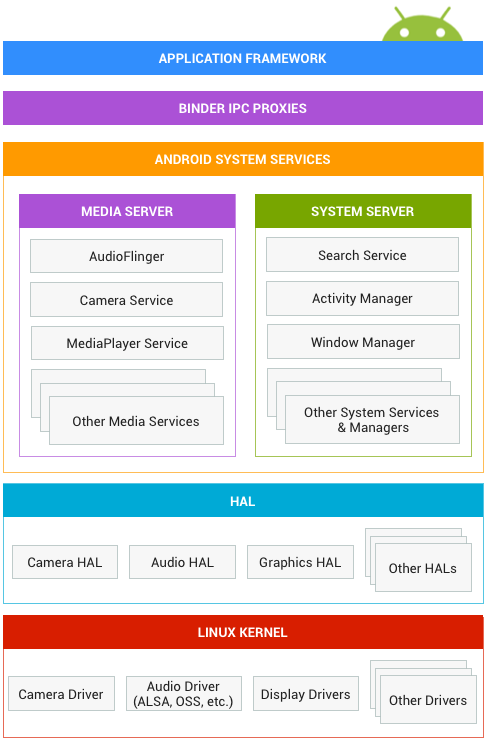 APPLICATION FRAMEWORK
BINDER IPC PROXIES
ANDROID SYSTEM SERVICES
MEDIA SERVER
AudioFlinger
Camera Service
MediaPlayer Service
Other Media Services
SYSTEM SERVER
Search Service
Activity Manager
Window Manager
Other System Services
& Managers
HAL
Camera HAL
Audio HAL
Graphics HAL
Other HALs
LINUX KERNEL
Camera Driver
Audio Driver
(ALSA, OSS, etc.)
Display Drivers
Other Drivers